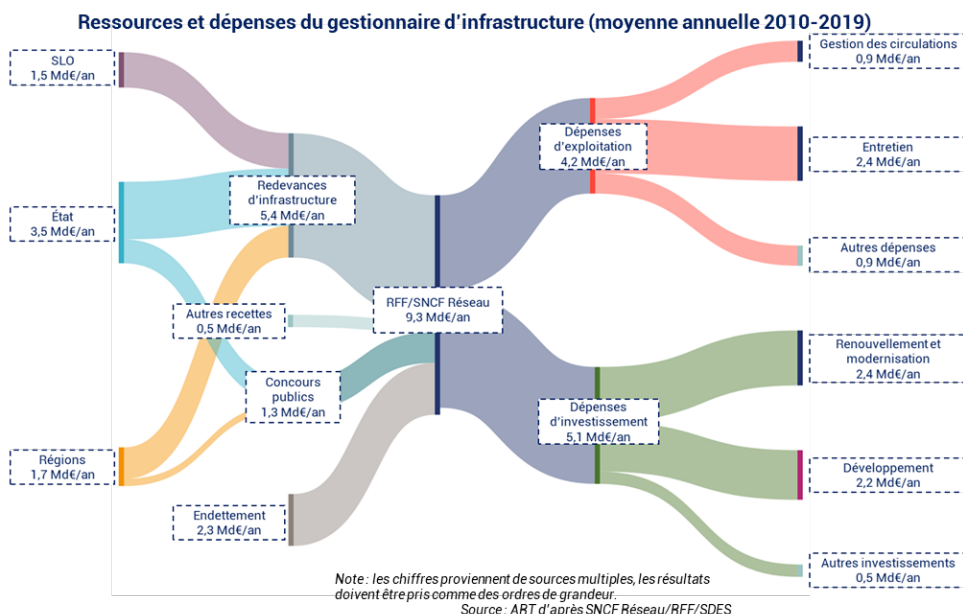 Ressources et dépenses du gestionnaire d’infrastructure (moyenne annuelle 2010-2019)
SLO
1,5 Md€/an
État
3,5 Md€/an
Régions
1,7 Md€/an
Redevances
d’infrastructure
5,4 Md€/an
Autres recettes
0,5 Md€/an
Concours
publics
1,3 Md€/an
Endettement
2,3 Md€/an
RFF/SNCF Réseau
9,3 Md€/an
Dépenses
d’exploitation
4,2 Md€/an
Dépenses
d’investissement
5,1 Md€/an
Gestion des circulations
0,9 Md€/an
Entretien
2,4 Md€/an
Autres dépenses
0,9 Md€/an
Renouvellement et
modernisation
2,4 Md€/an
Développement
2,2 Md€/an
Autres investissements
0,5 Md€/an
Note : les chiffres proviennent de sources multiples, les résultats
doivent être pris comme des ordres de grandeur.
Source : ART d’après SNCF Réseau/RFF/SDES